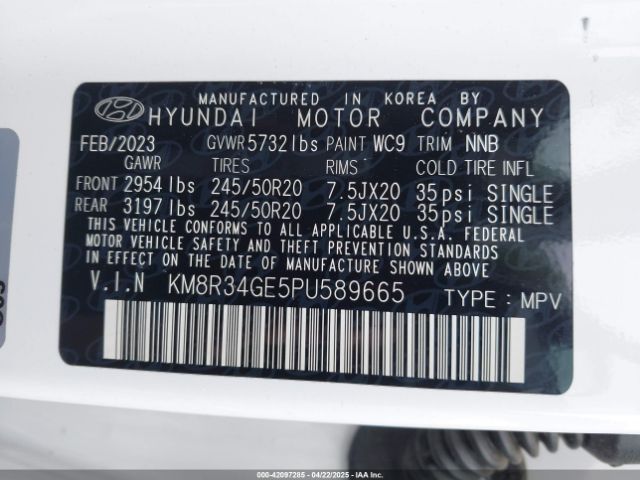 MANUFACTURED IN KOREA BY
HYUNDAI MOTOR COMPANY
FEB/2023 GVWR 5732 lbs PAINT WC9 TRIM NNB
GAWR TIRES RIMS COLD TIRE INFL
FRONT 2954 lbs 245/50R20 7.5JX20 35psi SINGLE
REAR 3197 lbs 245/50R20 7.5JX20 35psi SINGLE
THIS VEHICLE CONFORMS TO ALL APPLICABLE U.S.A. FEDERAL
MOTOR VEHICLE SAFETY AND THEFT PREVENTION STANDARDS
IN EFFECT ON THE DATE OF MANUFACTURE SHOWN ABOVE.
V.I.N KM8R34GE5PU589665 TYPE : MPV
000-42097285 - 04/22/2025 - IAAI.COM